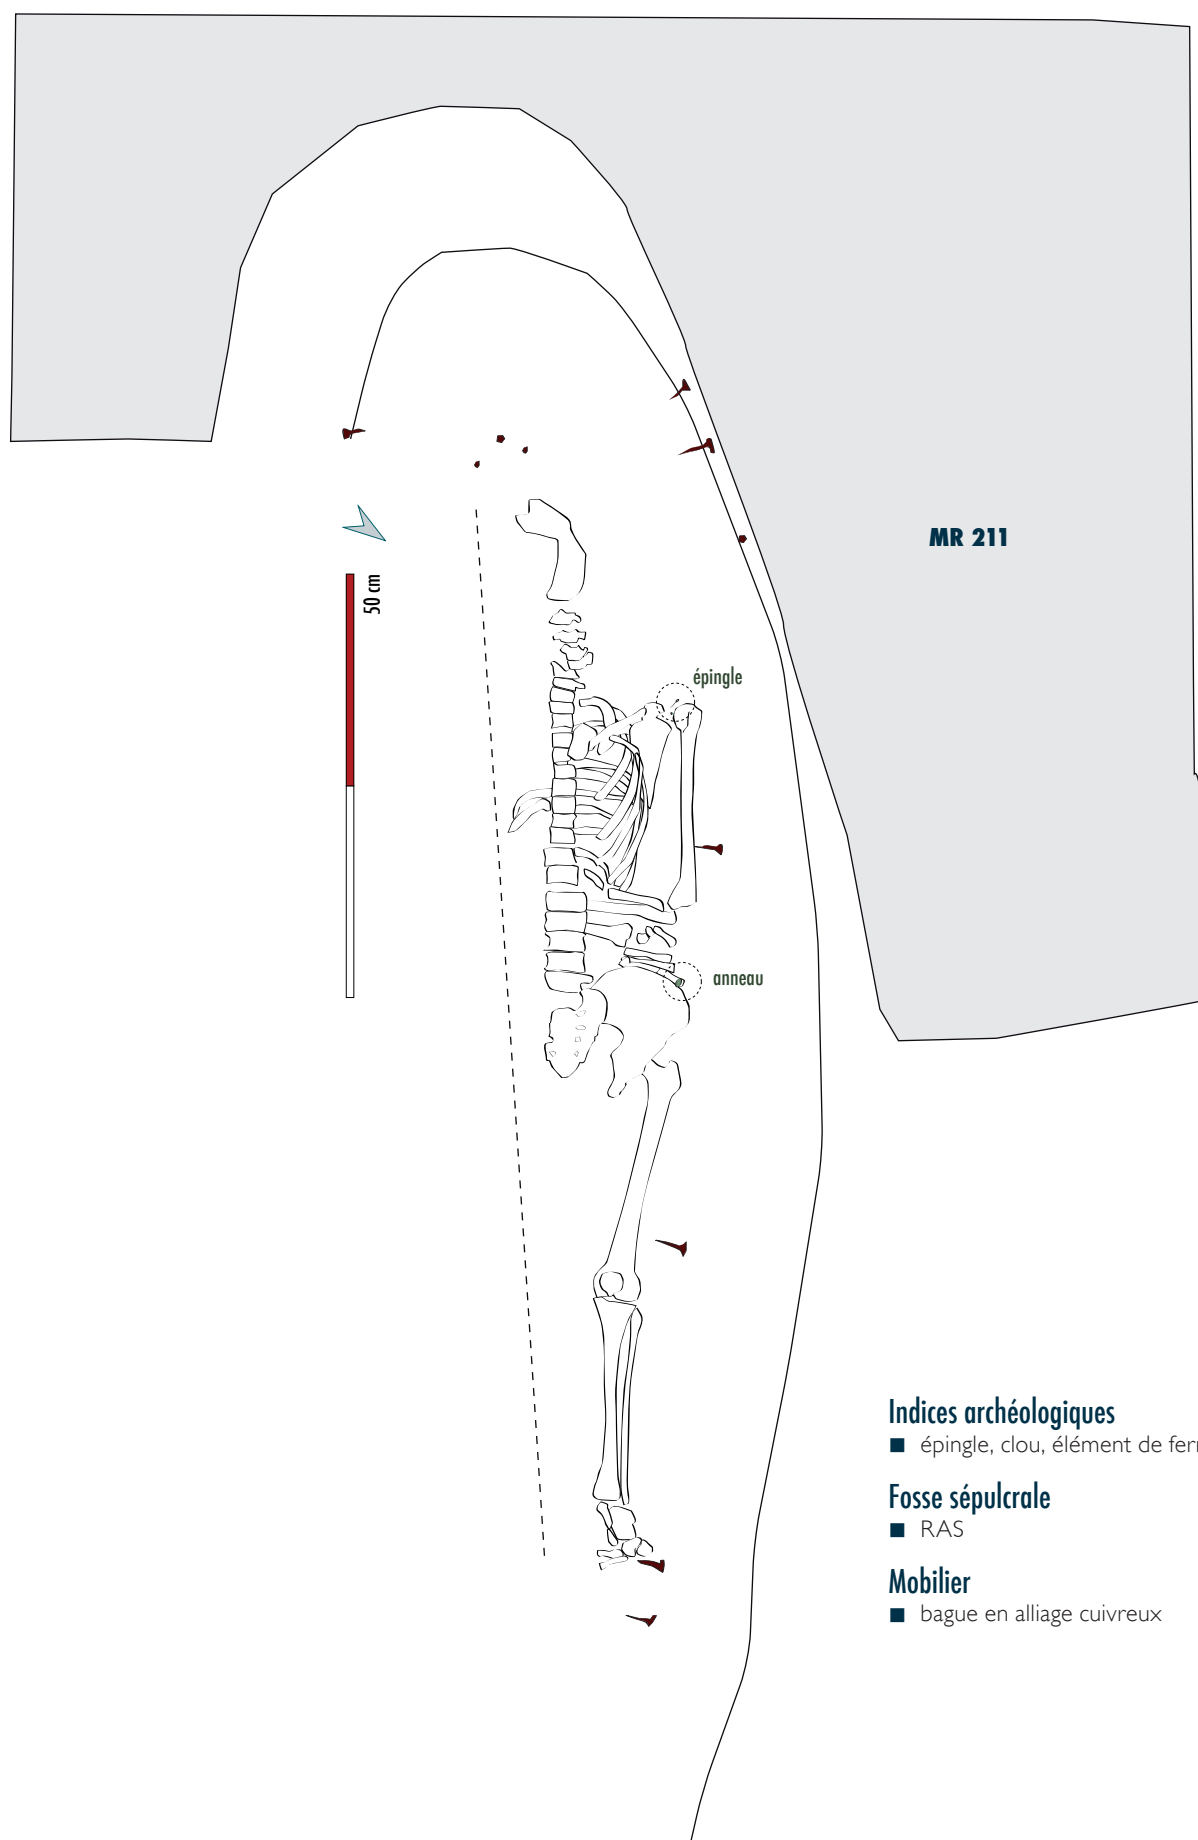 MR 211
50 cm
épingle
anneau
Indices archéologiques
■ épingle, clou, élément de ferr
Fosse sépulcrale
■ RAS
Mobilier
■ bague en alliage cuivreux